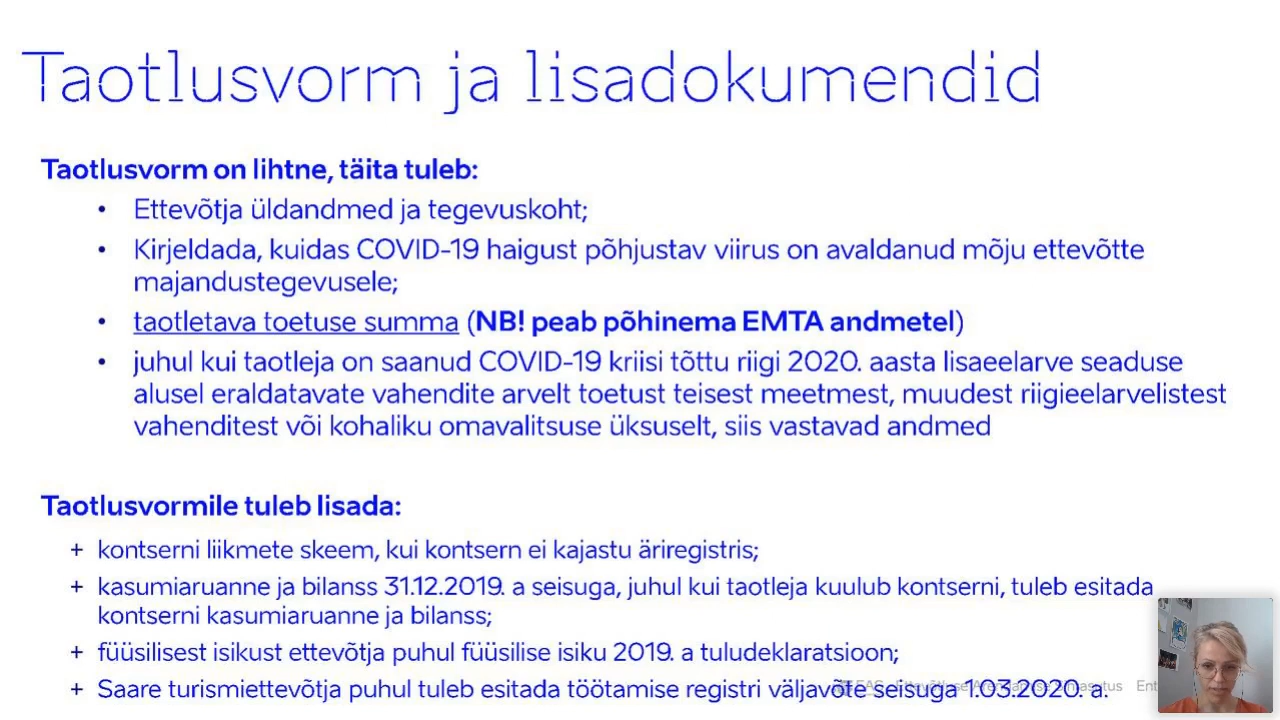 Taotlusvorm ja lisadokumendid
Taotlusvorm on lihtne, täita tuleb:
• Ettevõtja üldandmed ja tegevuskoht;
• Kirjeldada, kuidas COVID-19 haigust põhjustav viirus on avaldanud mõju ettevõtte
majandustegevusele;
• taotletava toetuse summa (NB! peab põhinema EMTA andmetel)
• juhul kui taotleja on saanud COVID-19 kriisi tõttu riigi 2020. aasta lisaeelarve seaduse
alusel eraldatavate vahendite arvelt toetust teisest meetmest, muudest riigieelarvelistest
vahenditest või kohaliku omavalitsuse üksuselt, siis vastavad andmed
Taotlusvormile tuleb lisada:
+ kontserni liikmete skeem, kui kontsern ei kajastu äriregistris;
+ kasumiaruanne ja bilanss 31.12.2019. a seisuga, juhul kui taotleja kuulub kontserni, tuleb esitada
kontserni kasumiaruanne ja bilanss;
+ füüsilisest isikust ettevõtja puhul füüsilise isiku 2019. a tuludeklaratsioon;
+ Saare turismiettevõtja puhul tuleb esitada töötamise registri väljavõte seisuga 1.03.2020. a.